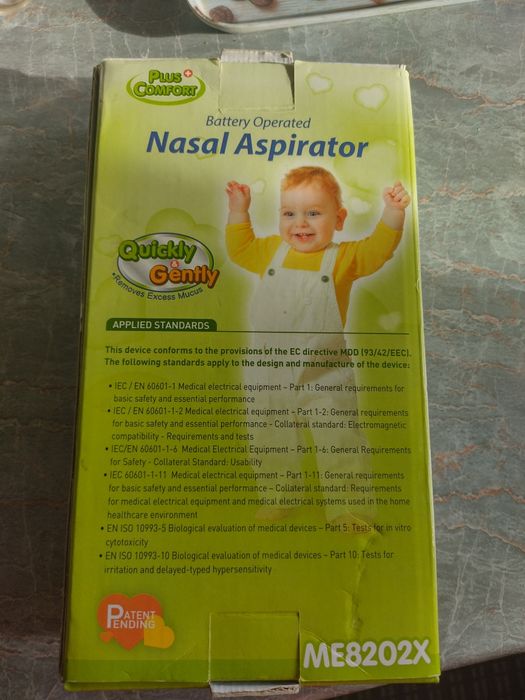 PLUS +
COMFORT
Battery Operated
Nasal Aspirator
Quickly
& Gently
•Removes Excess Mucus
APPLIED STANDARDS
This device conforms to the provisions of the EC directive MDD (93/42/EEC).
The following standards apply to the design and manufacture of the device:
• IEC / EN 60601-1 Medical electrical equipment – Part 1: General requirements for
basic safety and essential performance
• IEC / EN 60601-1-2 Medical electrical equipment – Part 1-2: General requirements
for basic safety and essential performance – Collateral standard: Electromagnetic
compatibility - Requirements and tests
• IEC/EN 60601-1-6 Medical Electrical Equipment – Part 1-6: General Requirements
for Safety - Collateral Standard: Usability
• IEC 60601-1-11 Medical electrical equipment – Part 1-11: General requirements
for basic safety and essential performance – Collateral standard: Requirements
for medical electrical equipment and medical electrical systems used in the home
healthcare environment
• EN ISO 10993-5 Biological evaluation of medical devices – Part 5: Tests for in vitro
cytotoxicity
• EN ISO 10993-10 Biological evaluation of medical devices – Part 10: Tests for
irritation and delayed-typed hypersensitivity
PATENT
PENDING
ME8202X